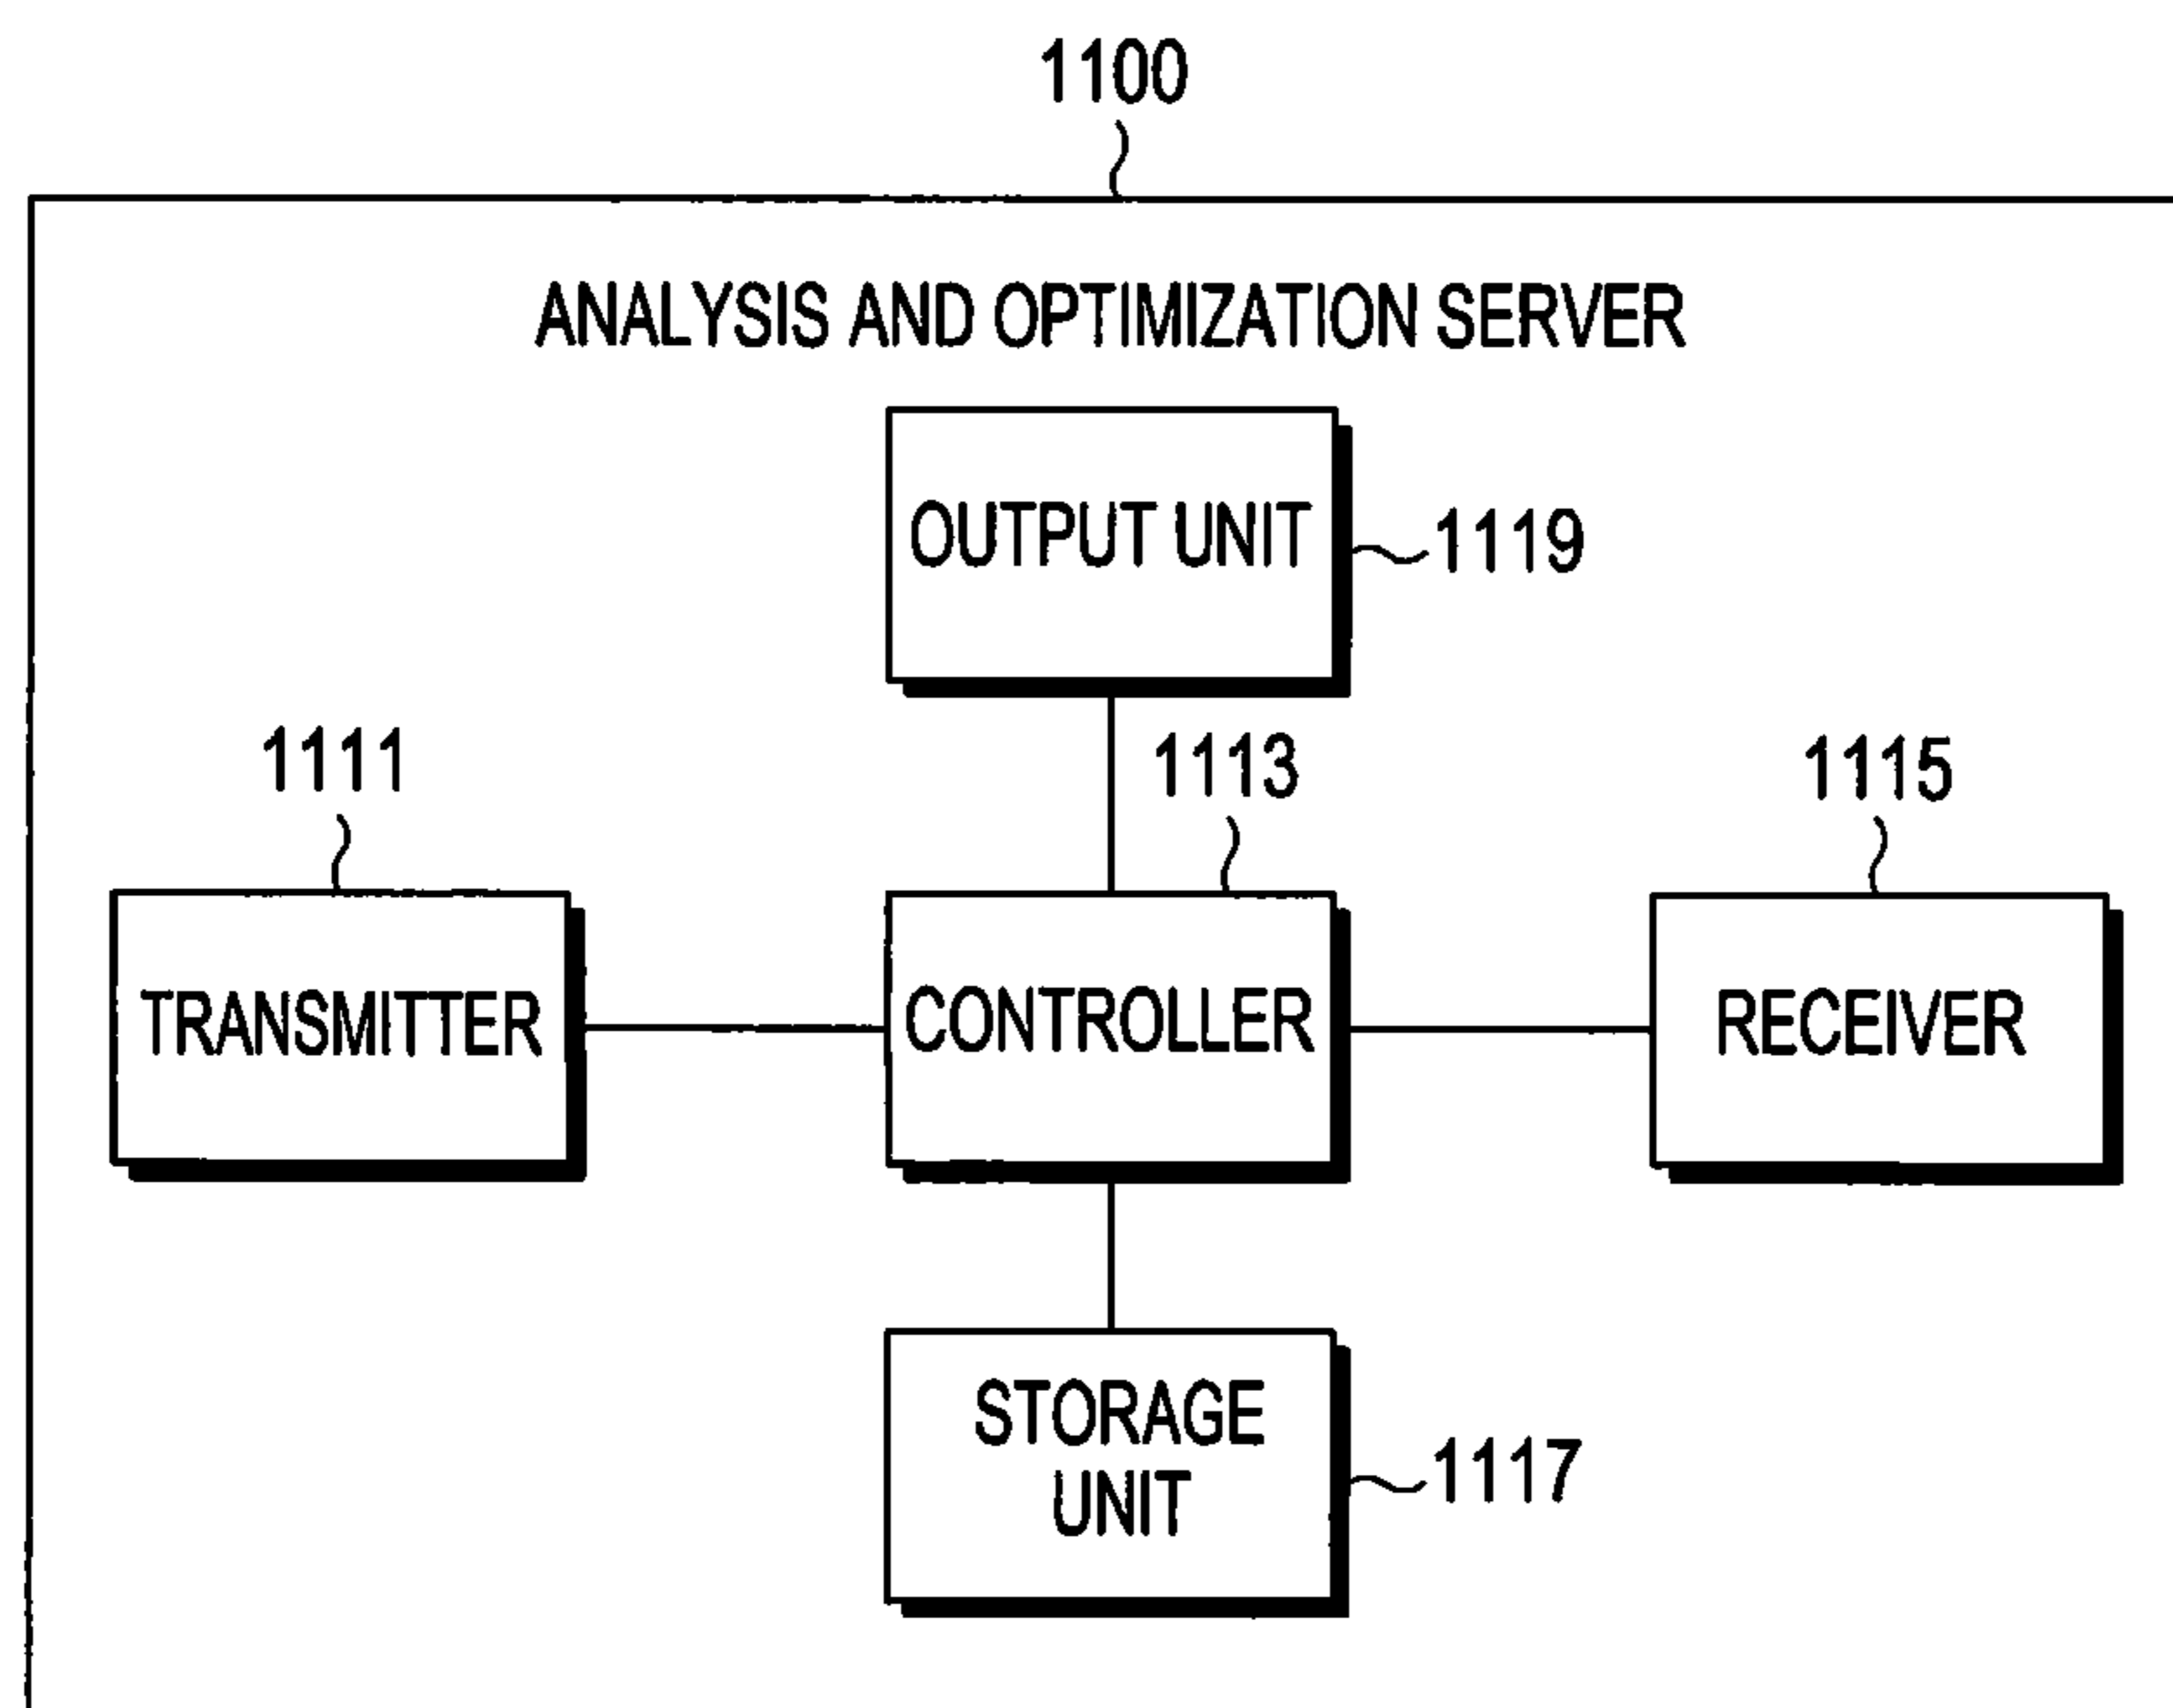 1100
ANALYSIS AND OPTIMIZATION SERVER
OUTPUT UNIT
1119
1111
1113
1115
TRANSMITTER
CONTROLLER
RECEIVER
STORAGE
UNIT
1117